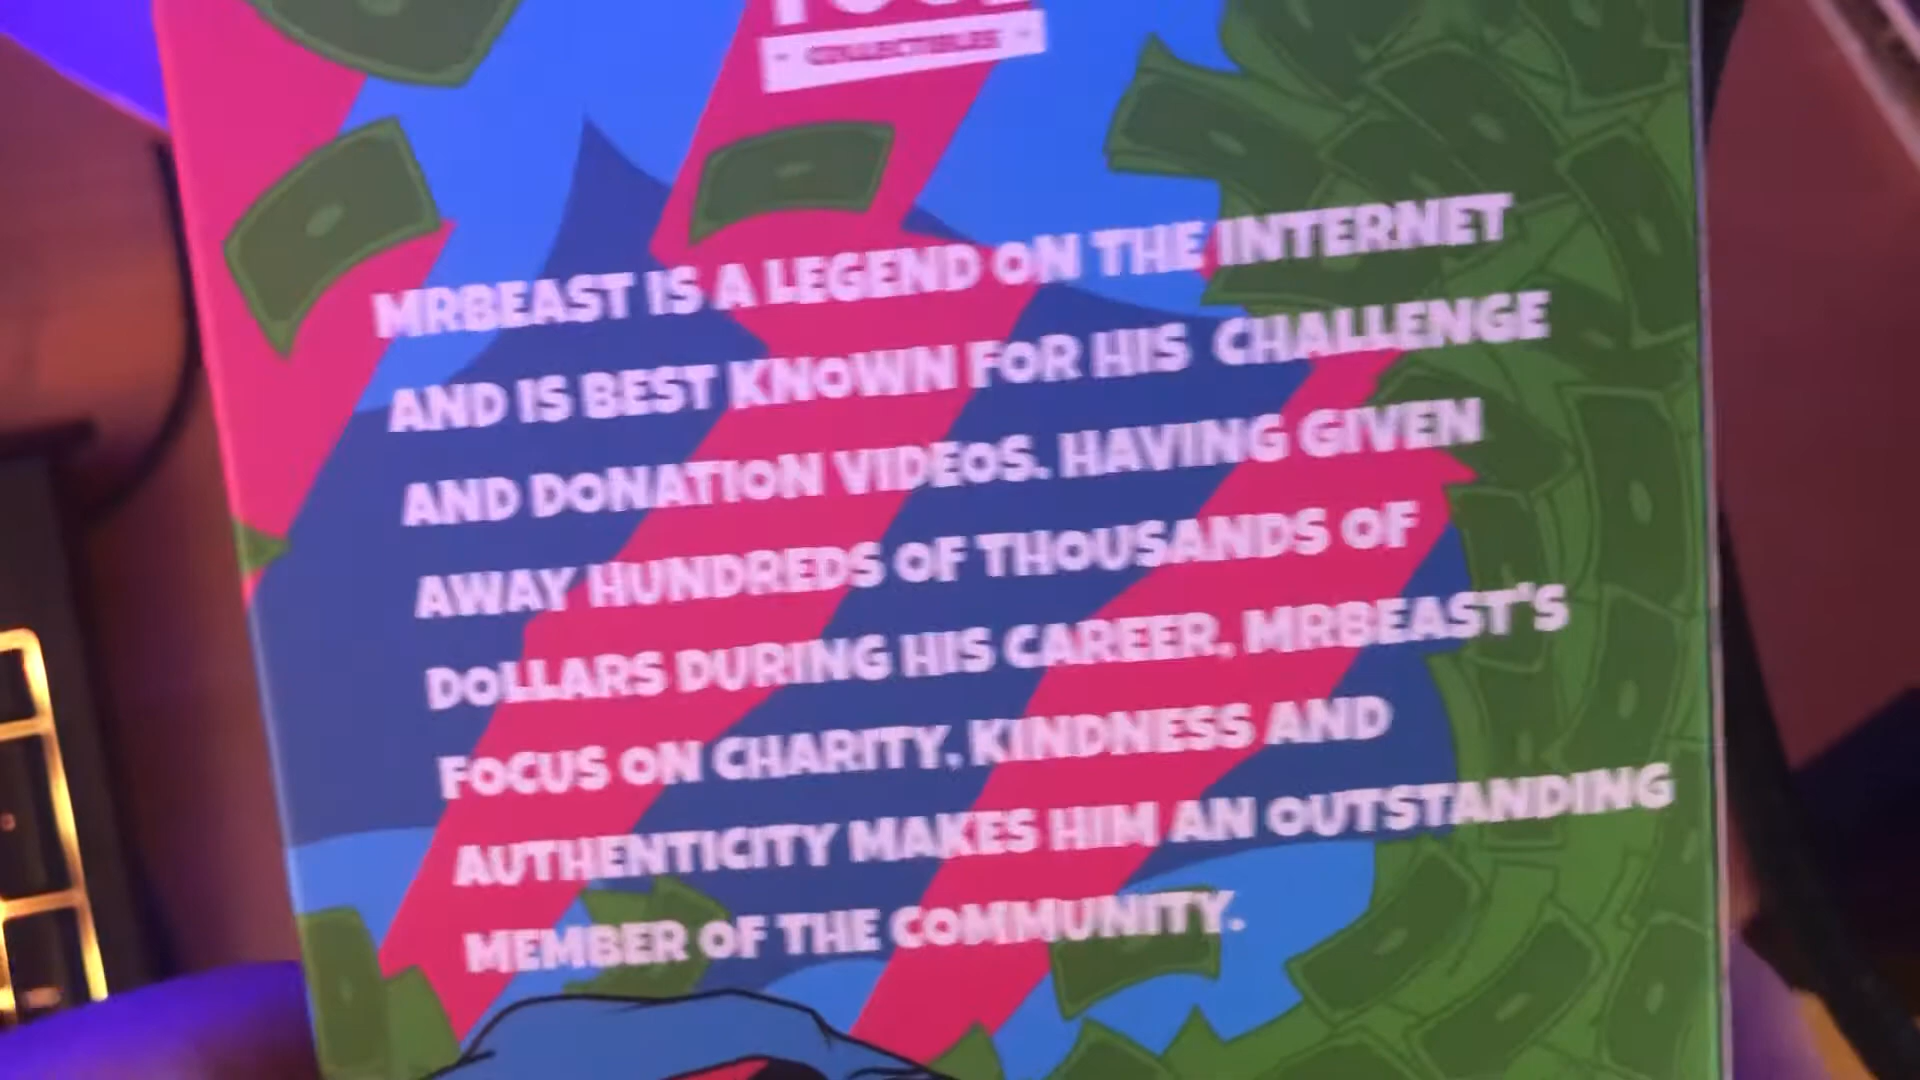 COLLECTIBLES
MRBEAST IS A LEGEND ON THE INTERNET
AND IS BEST KNOWN FOR HIS CHALLENGE
AND DONATION VIDEOS. HAVING GIVEN
AWAY HUNDREDS OF THOUSANDS OF
DOLLARS DURING HIS CAREER, MRBEAST'S
FOCUS ON CHARITY, KINDNESS AND
AUTHENTICITY MAKES HIM AN OUTSTANDING
MEMBER OF THE COMMUNITY.